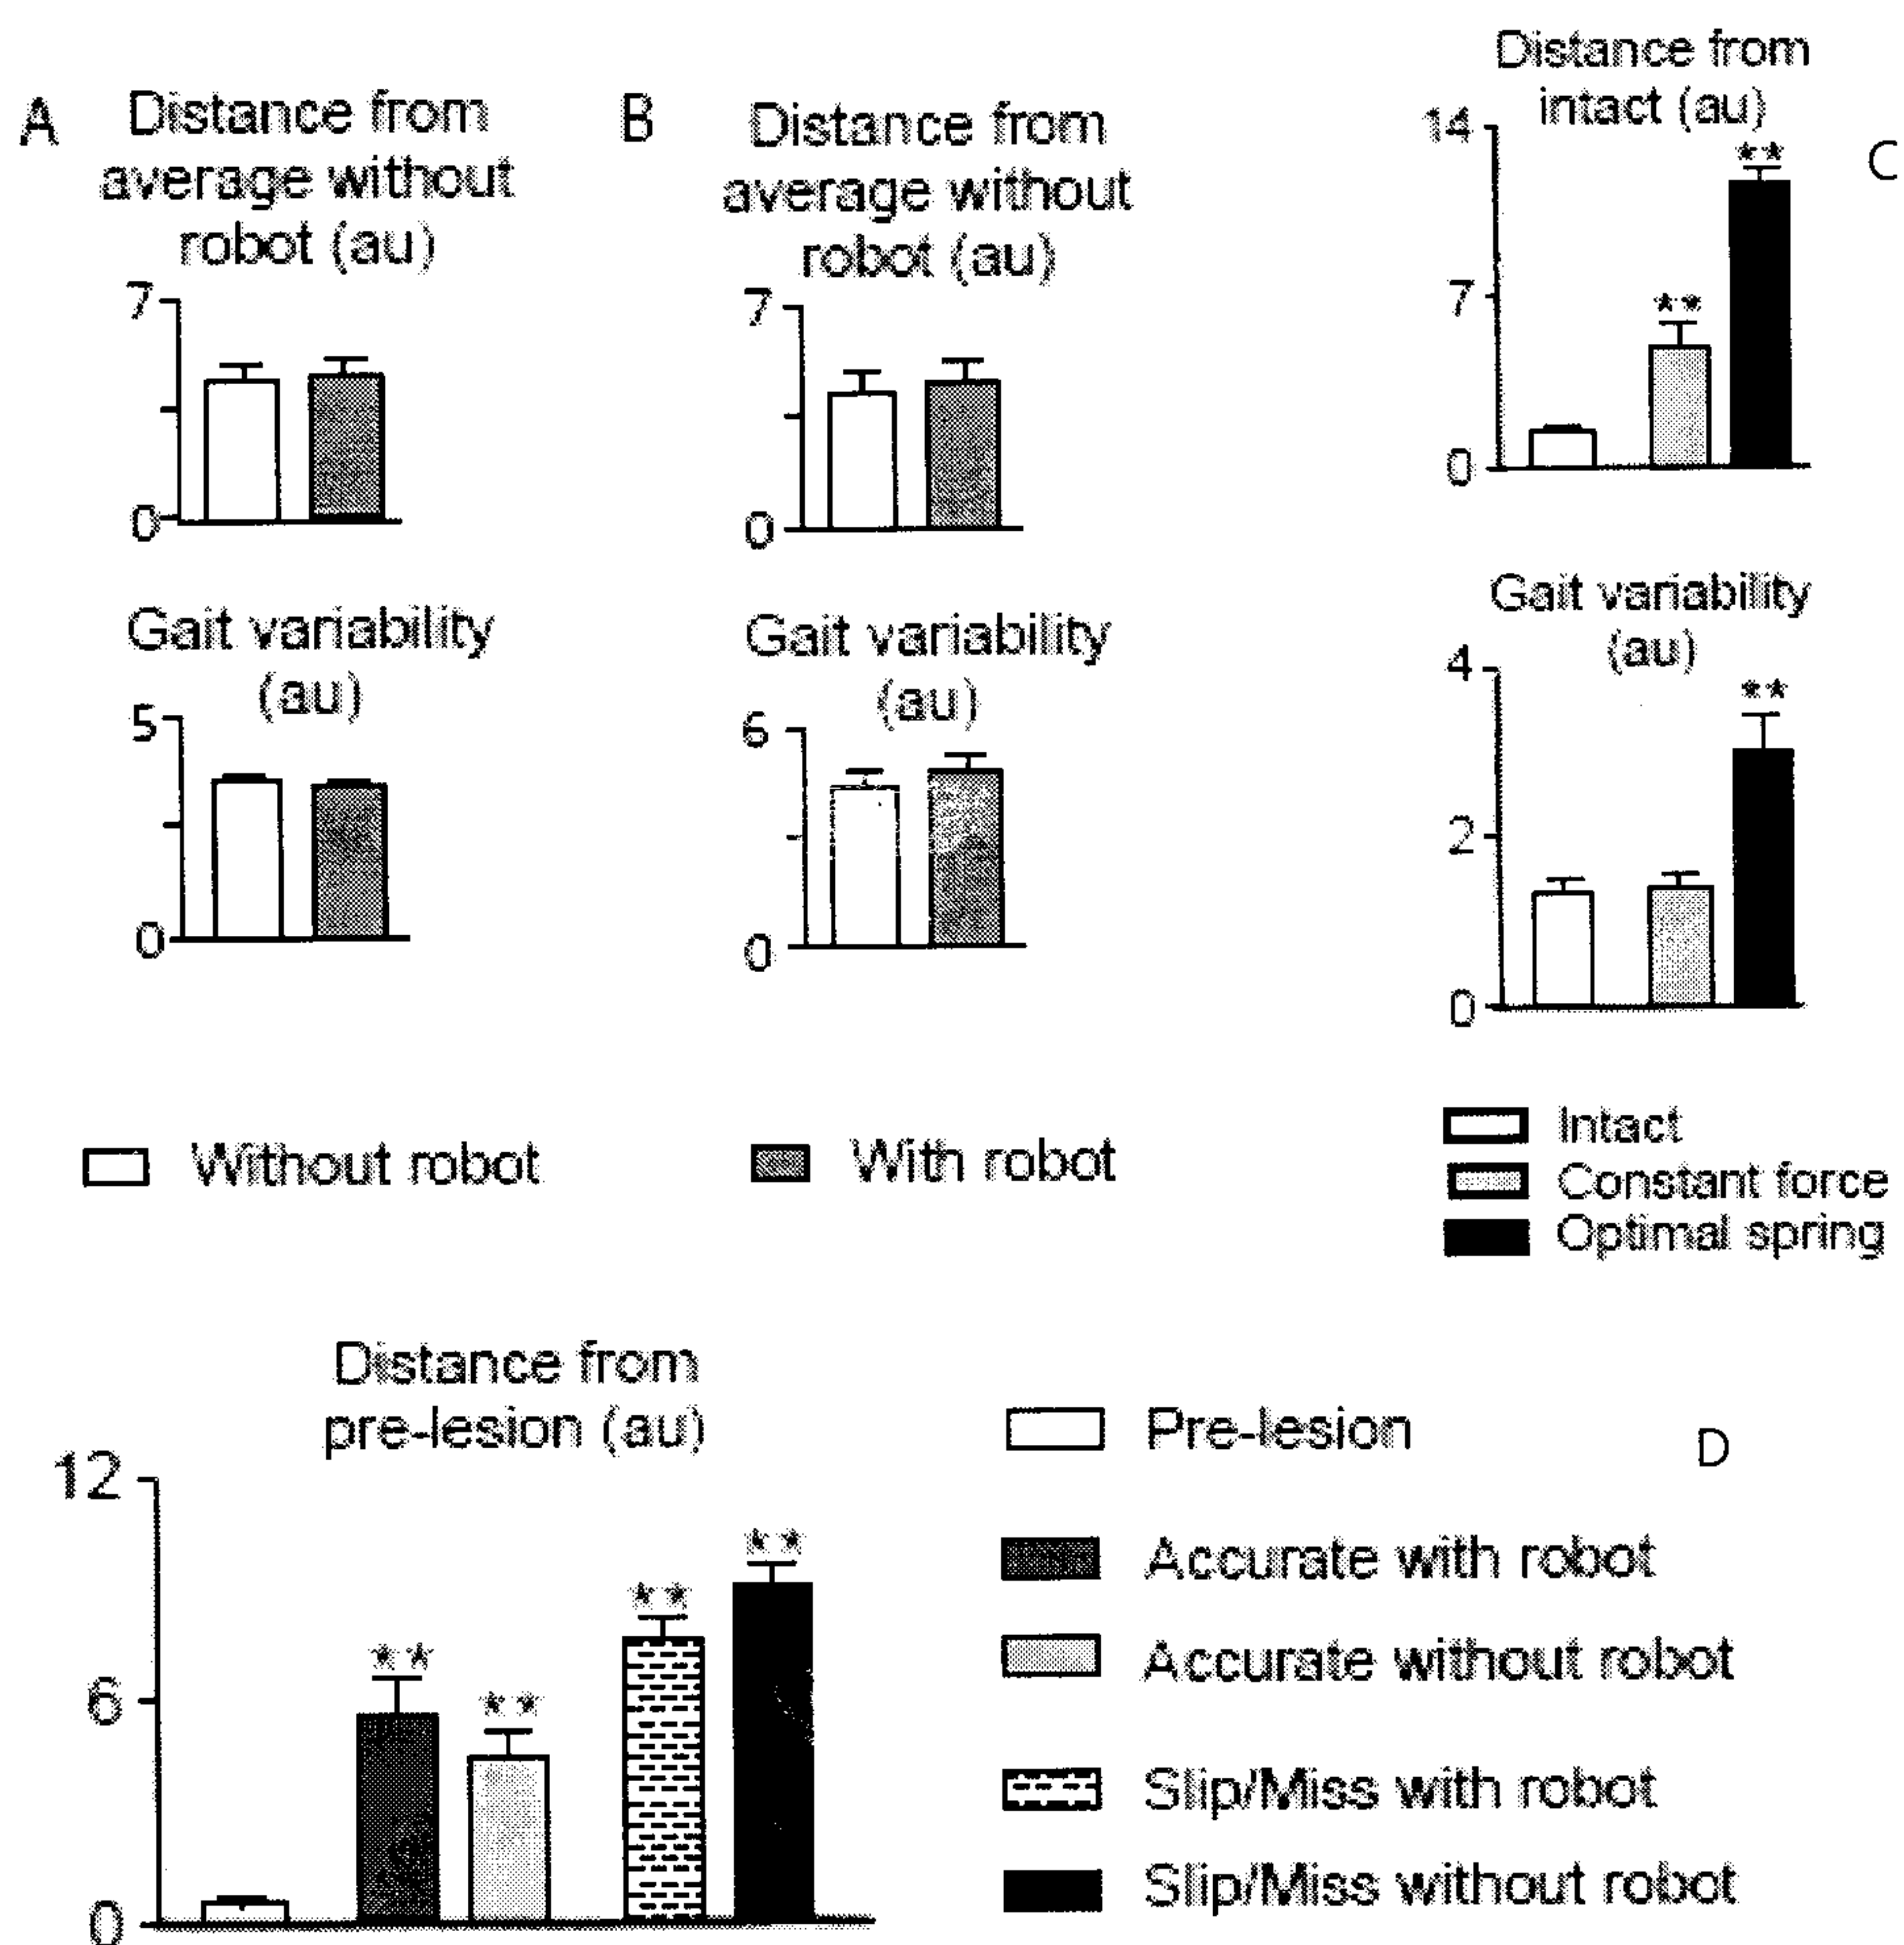 A
Distance from
average without
robot (au)
7
0
Gait variability
(au)
5
0
B
Distance from
average without
robot (au)
7
0
Gait variability
(au)
6
0
C
Distance from
intact (au)
14
**
7
**
0
Gait variability
(au)
4
**
2
0
Without robot
With robot
Intact
Constant force
Optimal spring
D
Distance from
pre-lesion (au)
12
**
**
**
6
**
0
Pre-lesion
Accurate with robot
Accurate without robot
Slip/Miss with robot
Slip/Miss without robot